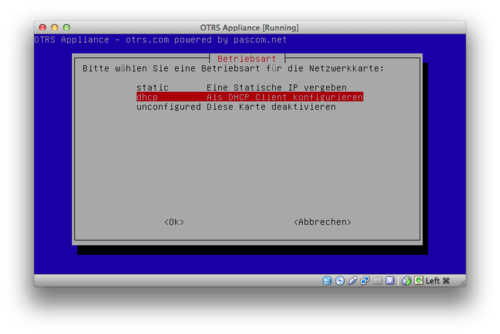 OTRS Appliance [Running]
OTRS Appliance - otrs.com powered by pascom.net
Betriebsart
Bitte wählen Sie eine Betriebsart für die Netzwerkkarte:
static Eine Statische IP vergeben
dhcp Als DHCP Client konfigurieren
unconfigured Diese Karte deaktivieren
<Ok> <Abbrechen>
Left ⌘